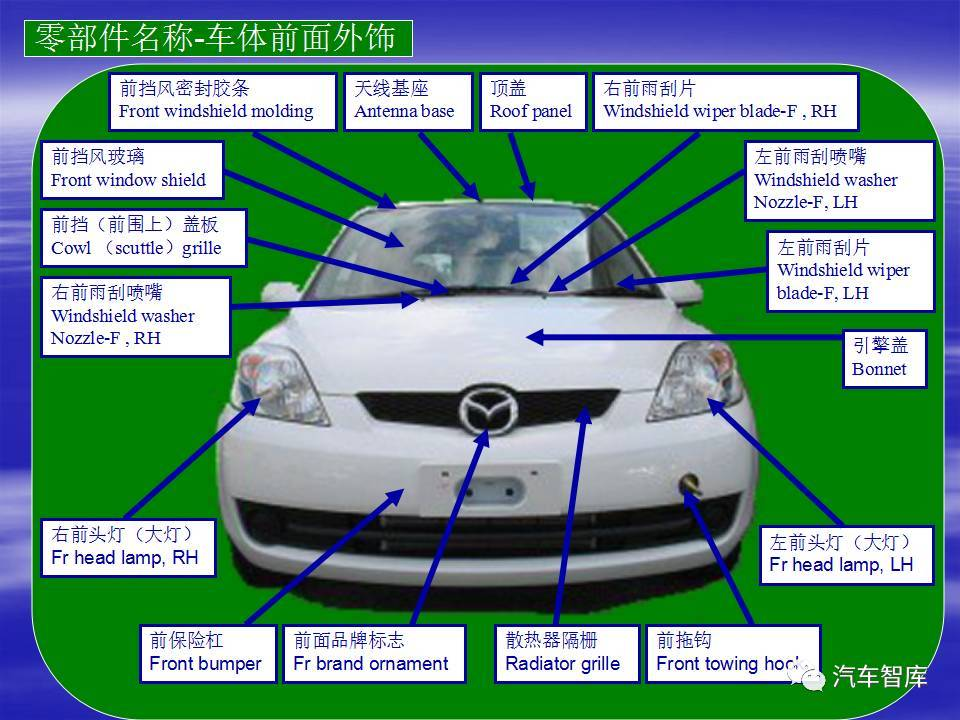 零部件名称-车体前面外饰
前挡风密封胶条
Front windshield molding
天线基座
Antenna base
顶盖
Roof panel
右前雨刮片
Windshield wiper blade-F , RH
前挡风玻璃
Front window shield
左前雨刮喷嘴
Windshield washer
Nozzle-F, LH
前挡（前围上）盖板
Cowl （scuttle）grille
左前雨刮片
Windshield wiper
blade-F, LH
右前雨刮喷嘴
Windshield washer
Nozzle-F , RH
引擎盖
Bonnet
右前头灯（大灯）
Fr head lamp, RH
左前头灯（大灯）
Fr head lamp, LH
前保险杠
Front bumper
前面品牌标志
Fr brand ornament
散热器隔栅
Radiator grille
前拖钩
Front towing hook
汽车智库